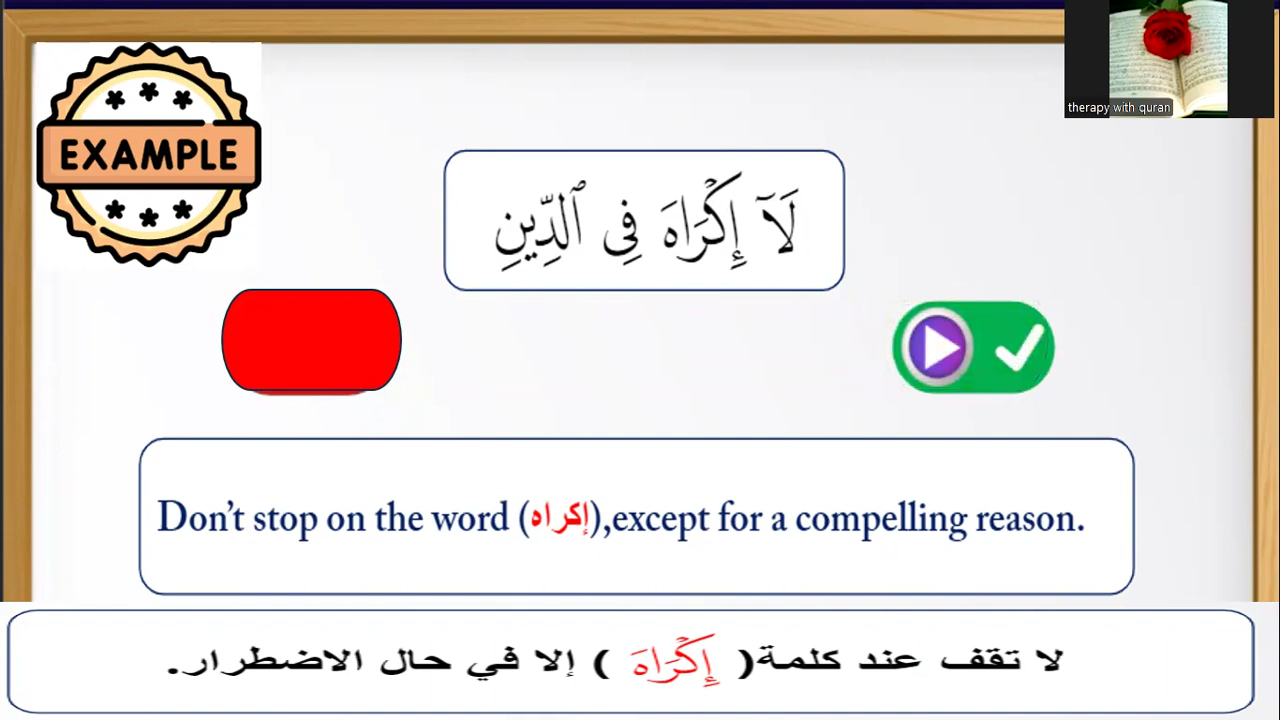 therapy with quran
EXAMPLE
لَآ إِكْرَاهَ فِى ٱلدِّينِ
Don't stop on the word (إكراه),except for a compelling reason.
لا تقف عند كلمة( إِكْرَاهَ ) إلا في حال الاضطرار.